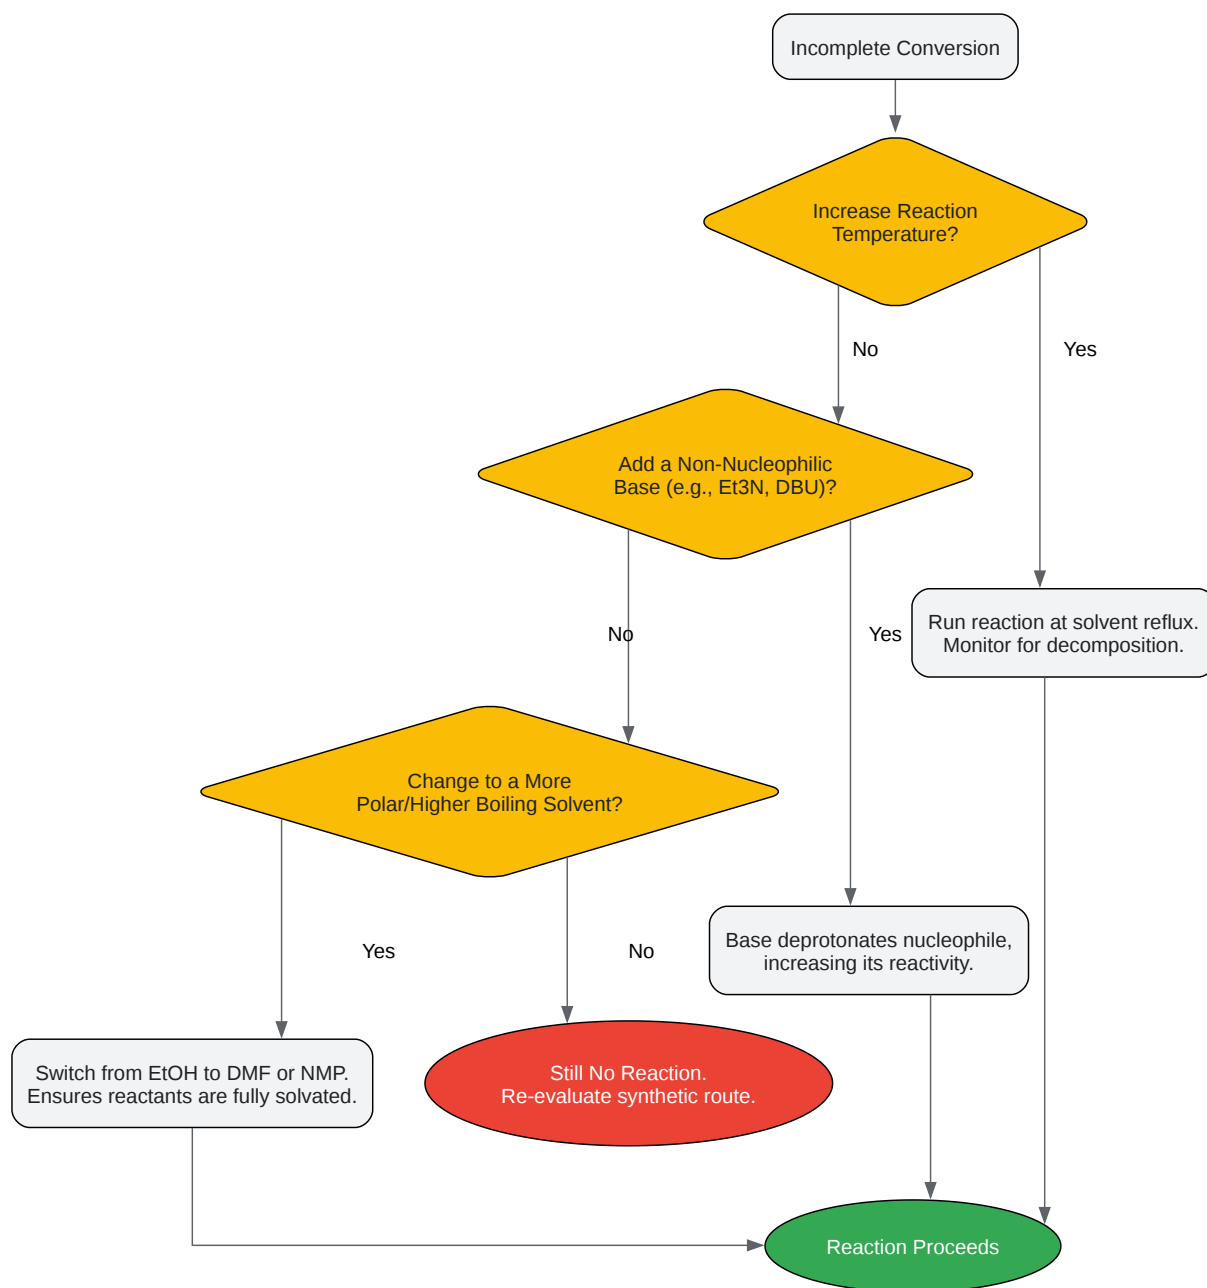 Incomplete Conversion
Increase Reaction
Temperature?
No
Yes
Add a Non-Nucleophilic
Base (e.g., Et3N, DBU)?
Run reaction at solvent reflux.
Monitor for decomposition.
No
Yes
Change to a More
Polar/Higher Boiling Solvent?
Yes
No
Base deprotonates nucleophile,
increasing its reactivity.
Switch from EtOH to DMF or NMP.
Ensures reactants are fully solvated.
Still No Reaction.
Re-evaluate synthetic route.
Reaction Proceeds